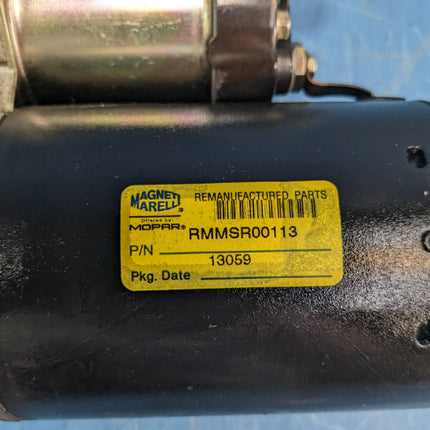 MAGNETI MARELLI
Offered by:
MOPAR®
REMANUFACTURED PARTS
RMMSR00113
P/N
13059
Pkg. Date